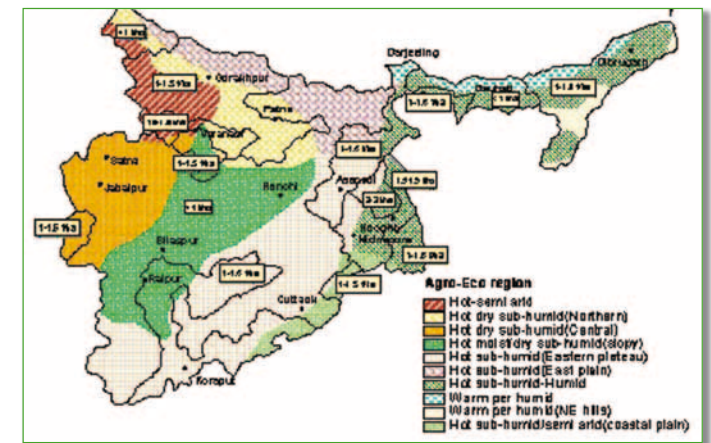 Darjeeling
Dibrugarh
Gorakhpur
1-1.5 t/ha
1-1.5 t/ha
1-1.5 t/ha
Patna
Varanasi
1-1.5 t/ha
1-1.5 t/ha
Satna
Asansol
Jabalpur
Ranchi
2-3 t/ha
Hooghly
Midnapore
1-1.5 t/ha
Bilaspur
1-1.5 t/ha
Raipur
1-1.5 t/ha
1-1.5 t/ha
Cuttack
Koraput
Agro-Eco region
Hot-semi arid
Hot dry sub-humid(Northern)
Hot dry sub-humid(Central)
Hot moist/dry sub-humid(slopy)
Hot sub-humid(Eastern plateau)
Hot sub-humid(East plain)
Hot sub-humid-Humid
Warm per humid
Warm per humid(NE hills)
Hot sub-humid/semi arid(coastal plain)